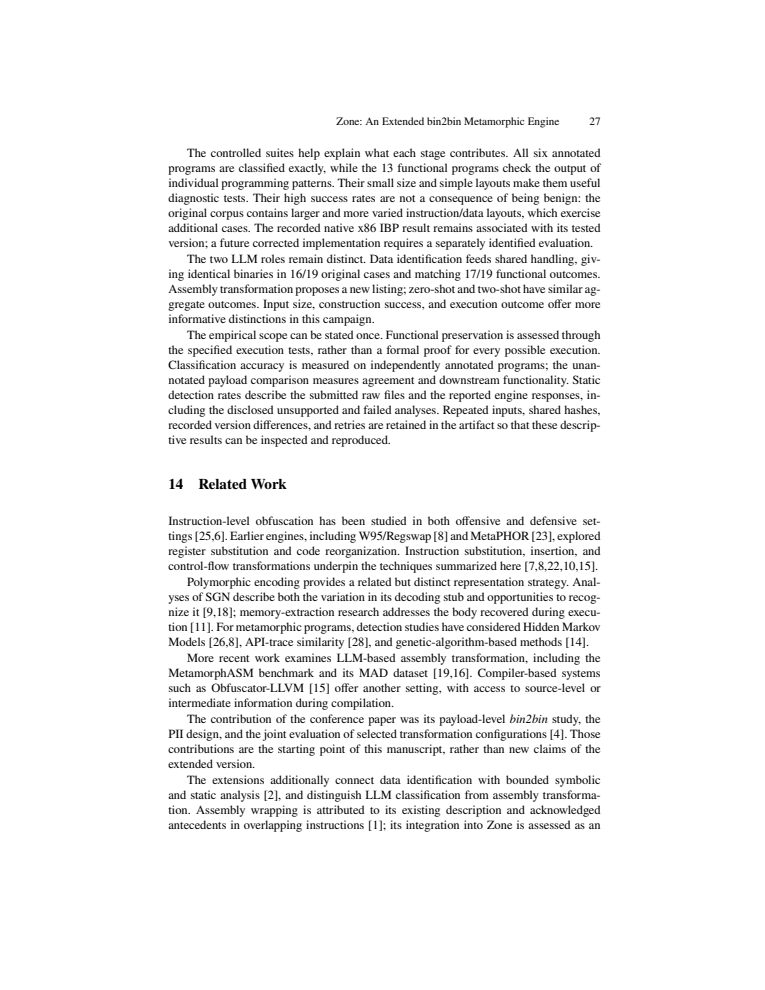 Zone: An Extended bin2bin Metamorphic Engine 27
The controlled suites help explain what each stage contributes. All six annotated
programs are classified exactly, while the 13 functional programs check the output of
individual programming patterns. Their small size and simple layouts make them useful
diagnostic tests. Their high success rates are not a consequence of being benign: the
original corpus contains larger and more varied instruction/data layouts, which exercise
additional cases. The recorded native x86 IBP result remains associated with its tested
version; a future corrected implementation requires a separately identified evaluation.
The two LLM roles remain distinct. Data identification feeds shared handling, giv-
ing identical binaries in 16/19 original cases and matching 17/19 functional outcomes.
Assembly transformation proposes a new listing; zero-shot and two-shot have similar ag-
gregate outcomes. Input size, construction success, and execution outcome offer more
informative distinctions in this campaign.
The empirical scope can be stated once. Functional preservation is assessed through
the specified execution tests, rather than a formal proof for every possible execution.
Classification accuracy is measured on independently annotated programs; the unan-
notated payload comparison measures agreement and downstream functionality. Static
detection rates describe the submitted raw files and the reported engine responses, in-
cluding the disclosed unsupported and failed analyses. Repeated inputs, shared hashes,
recorded version differences, and retries are retained in the artifact so that these descrip-
tive results can be inspected and reproduced.
14 Related Work
Instruction-level obfuscation has been studied in both offensive and defensive set-
tings [25,6]. Earlier engines, including W95/Regswap [8] and MetaPHOR [23], explored
register substitution and code reorganization. Instruction substitution, insertion, and
control-flow transformations underpin the techniques summarized here [7,8,22,10,15].
Polymorphic encoding provides a related but distinct representation strategy. Anal-
yses of SGN describe both the variation in its decoding stub and opportunities to recog-
nize it [9,18]; memory-extraction research addresses the body recovered during execu-
tion [11]. For metamorphic programs, detection studies have considered Hidden Markov
Models [26,8], API-trace similarity [28], and genetic-algorithm-based methods [14].
More recent work examines LLM-based assembly transformation, including the
MetamorphASM benchmark and its MAD dataset [19,16]. Compiler-based systems
such as Obfuscator-LLVM [15] offer another setting, with access to source-level or
intermediate information during compilation.
The contribution of the conference paper was its payload-level bin2bin study, the
PII design, and the joint evaluation of selected transformation configurations [4]. Those
contributions are the starting point of this manuscript, rather than new claims of the
extended version.
The extensions additionally connect data identification with bounded symbolic
and static analysis [2], and distinguish LLM classification from assembly transforma-
tion. Assembly wrapping is attributed to its existing description and acknowledged
antecedents in overlapping instructions [1]; its integration into Zone is assessed as an